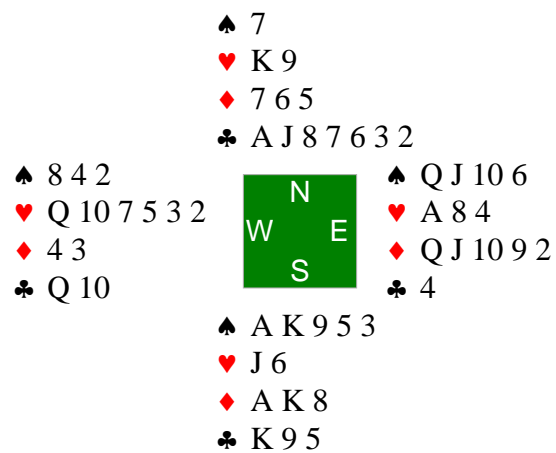 ♠ 7
♥ K 9
♦ 7 6 5
♣ A J 8 7 6 3 2
♠ 8 4 2
♥ Q 10 7 5 3 2
♦ 4 3
♣ Q 10
N
W E
S
♠ Q J 10 6
♥ A 8 4
♦ Q J 10 9 2
♣ 4
♠ A K 9 5 3
♥ J 6
♦ A K 8
♣ K 9 5